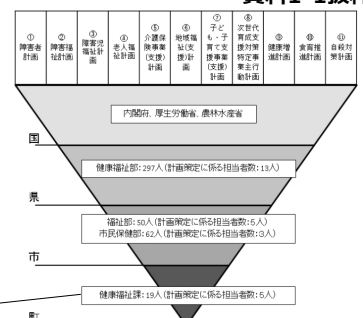 ①
障害者
計画
②
障害福
祉計画
③
障害児
福祉計
画
④
老人福
祉計画
⑤
介護保
険事業
(支援)
計画
⑥
地域福
祉(支
援)計
画
⑦
子ど
も・子
育て支
援事業
(支援)
計画
⑧
次世代
育成支
援対策
特定事
業主行
動計画
⑨
健康増
進計画
⑩
食育推
進計画
⑪
自殺対
策計画
内閣府、厚生労働省、農林水産省
国
健康福祉部:297人(計画策定に係る担当者数:13人)
県
福祉部:50人(計画策定に係る担当者数:5人)
市民保健部:62人(計画策定に係る担当者数:3人)
市
健康福祉課:19人(計画策定に係る担当者数:5人)